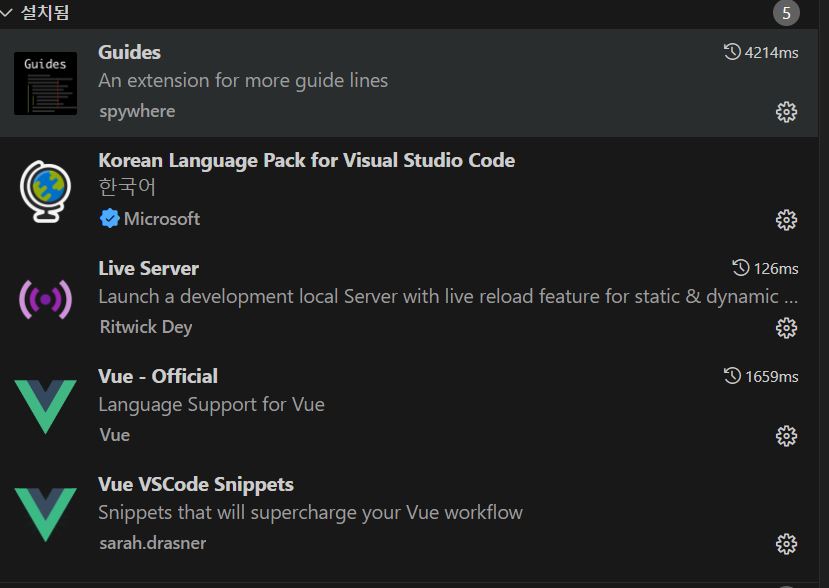 설치됨
5
Guides
Guides
4214ms
An extension for more guide lines
spywhere
Korean Language Pack for Visual Studio Code
한국어
Microsoft
Live Server
126ms
Launch a development local Server with live reload feature for static & dynamic ...
Ritwick Dey
Vue - Official
1659ms
Language Support for Vue
Vue
Vue VSCode Snippets
Snippets that will supercharge your Vue workflow
sarah.drasner